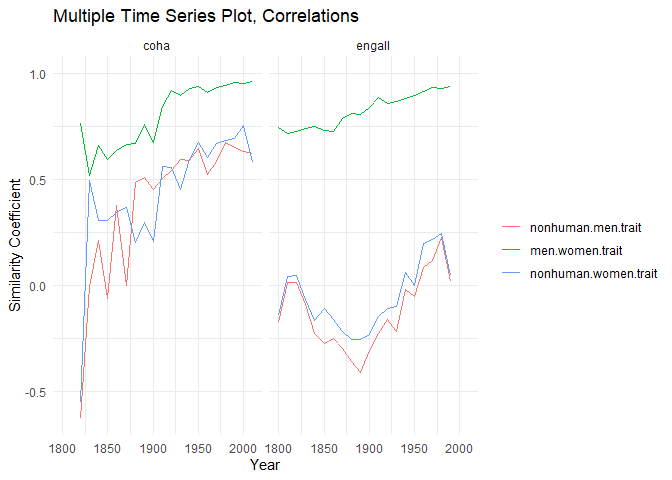 Multiple Time Series Plot, Correlations
coha
engall
1.0
0.5
0.0
-0.5
Similarity Coefficient
1800 1850 1900 1950 2000
1800 1850 1900 1950 2000
Year
nonhuman.men.trait
men.women.trait
nonhuman.women.trait